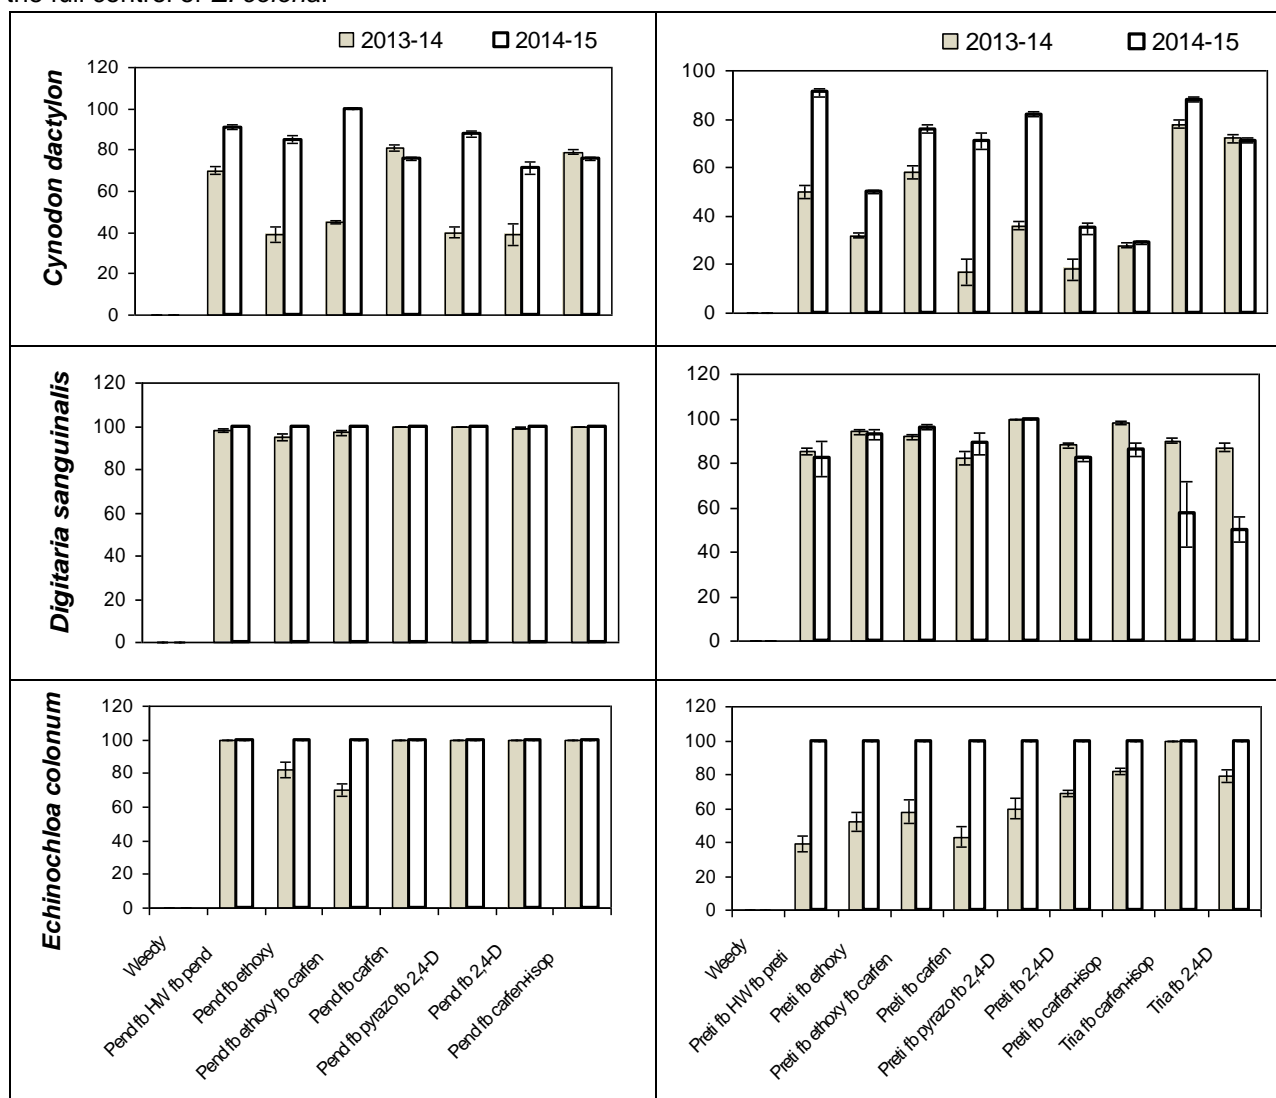 the full control of E. colona.
2013-14 2014-15
Cynodon dactylon
120
100
80
60
40
20
0
2013-14 2014-15
100
80
60
40
20
0
Digitaria sanguinalis
120
100
80
60
40
20
0
120
100
80
60
40
20
0
Echinochloa colonum
120
100
80
60
40
20
0
Weedy
Pend fb HW fb pend
Pend fb ethoxy
Pend fb ethoxy fb carfen
Pend fb carfen
Pend fb pyrazo fb 2,4-D
Pend fb 2,4-D
Pend fb carfen+isop
120
100
80
60
40
20
0
Weedy
Preti fb HW fb preti
Preti fb ethoxy
Preti fb ethoxy fb carfen
Preti fb carfen
Preti fb pyrazo fb 2,4-D
Preti fb 2,4-D
Preti fb carfen+isop
Tria fb carfen+isop
Tria fb 2,4-D